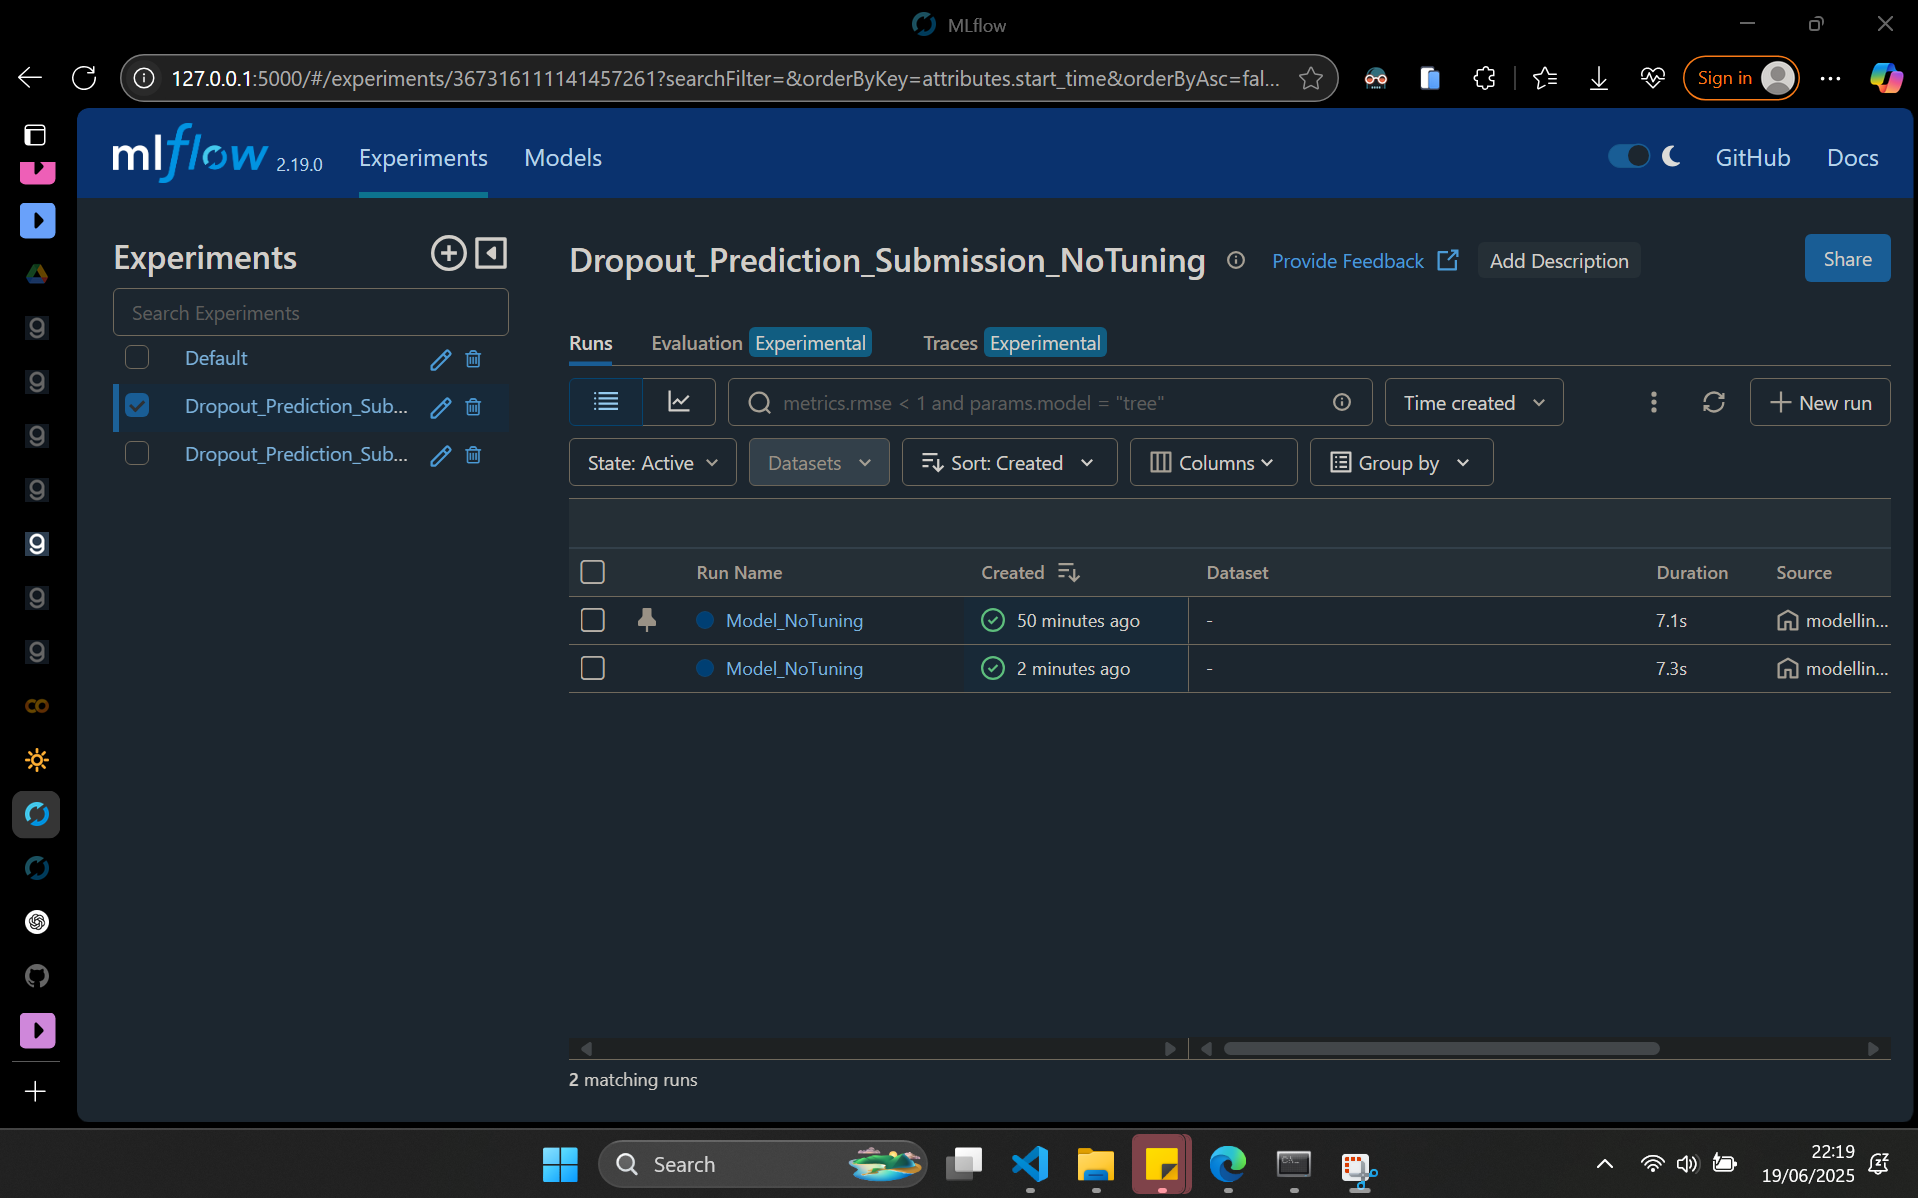 MLflow
127.0.0.1:5000/#/experiments/367316111141457261?searchFilter=&orderByKey=attributes.start_time&orderByAsc=fal...
Sign in
mlflow 2.19.0
Experiments
Models
GitHub
Docs
Experiments
Search Experiments
Default
Dropout_Prediction_Sub...
Dropout_Prediction_Sub...
Dropout_Prediction_Submission_NoTuning
Provide Feedback
Add Description
Share
Runs
Evaluation Experimental
Traces Experimental
metrics.rmse < 1 and params.model = "tree"
Time created
New run
State: Active
Datasets
Sort: Created
Columns
Group by
Run Name Created Dataset Duration Source
Model_NoTuning 50 minutes ago - 7.1s modellin...
Model_NoTuning 2 minutes ago - 7.3s modellin...
2 matching runs
Search
22:19
19/06/2025